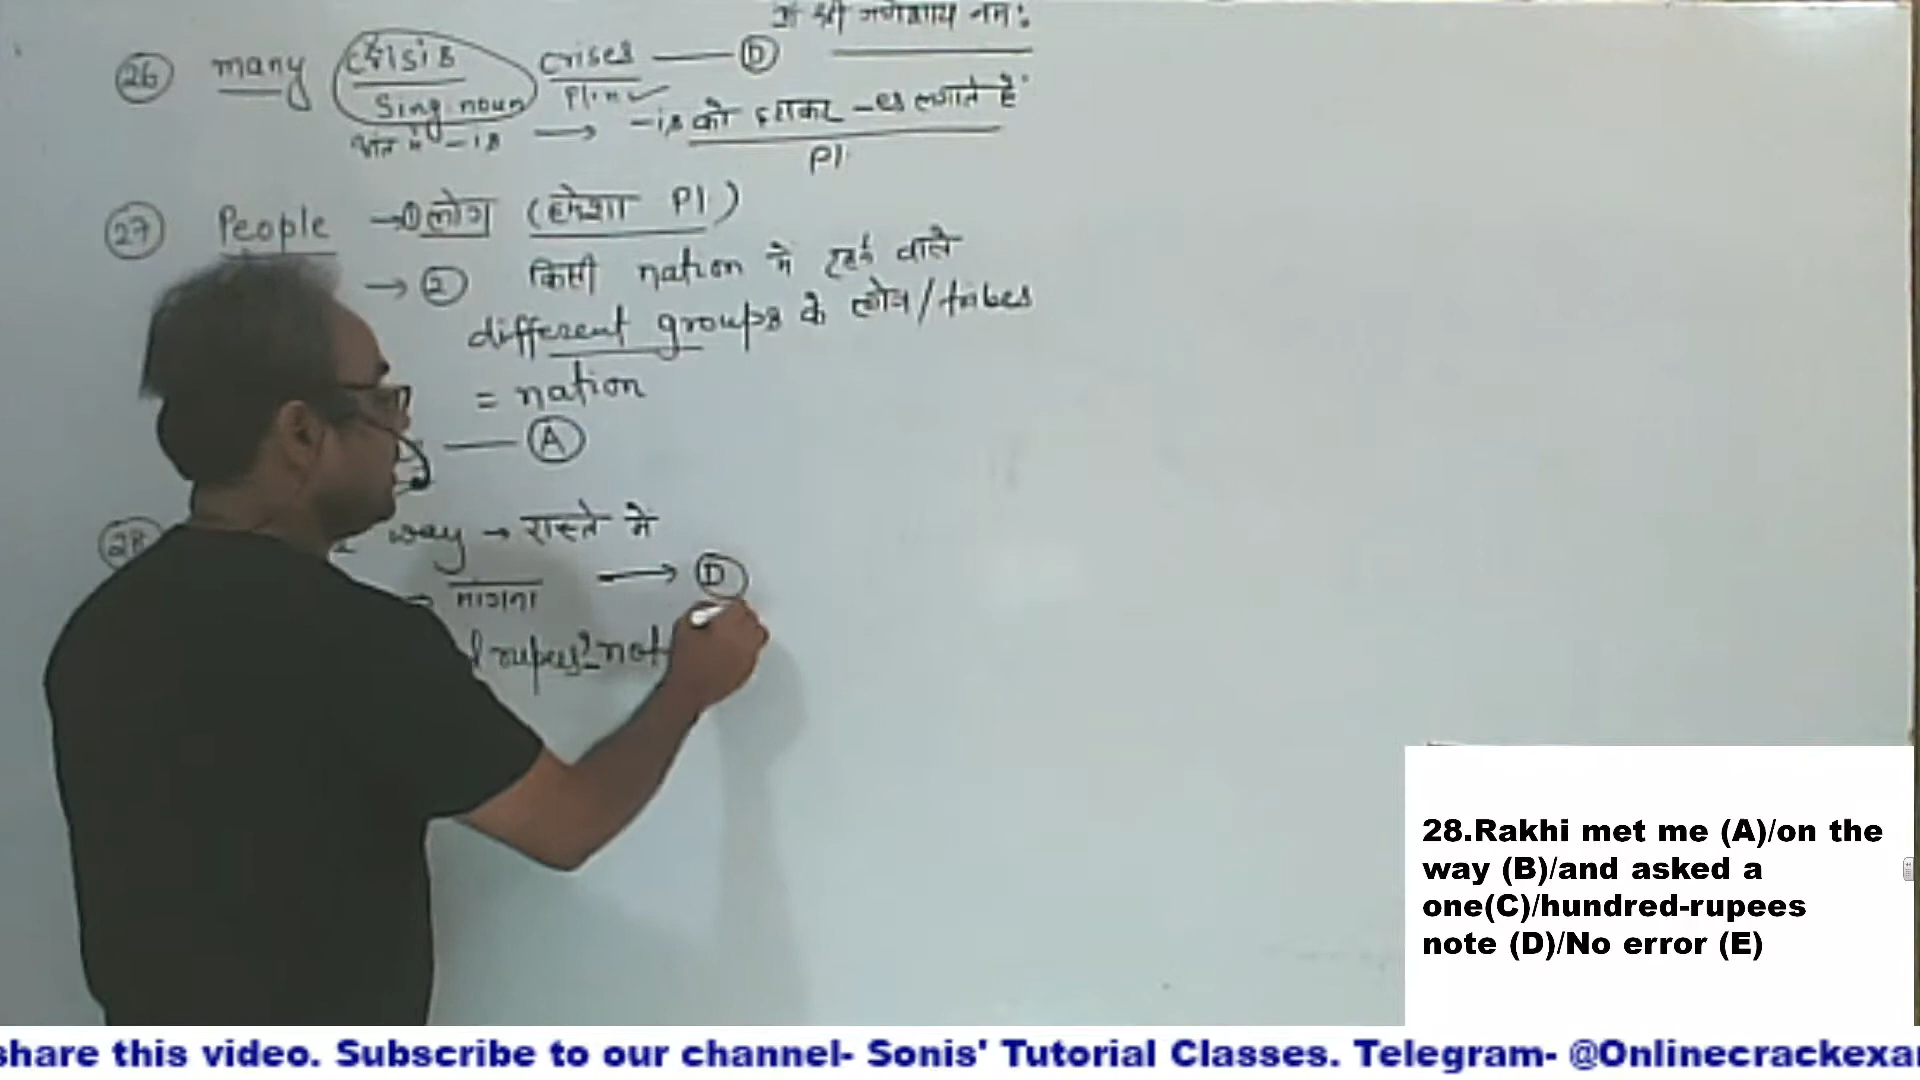 ॐ श्री गणेशाय नमः
26 many crisis crises — D
Sing. noun Pl. n ✓
अंत में -is → -is को हटाकर -es लगाते हैं
Pl.
27 People → 1 लोग (हमेशा Pl)
→ 2 किसी nation में रहने वाले
different groups के लोग / tribes
= nation
— A
28 way → रास्ते में
→ मांगना → D
rupees not
28.Rakhi met me (A)/on the
way (B)/and asked a
one(C)/hundred-rupees
note (D)/No error (E)
share this video. Subscribe to our channel- Sonis' Tutorial Classes. Telegram- @Onlinecrackexa